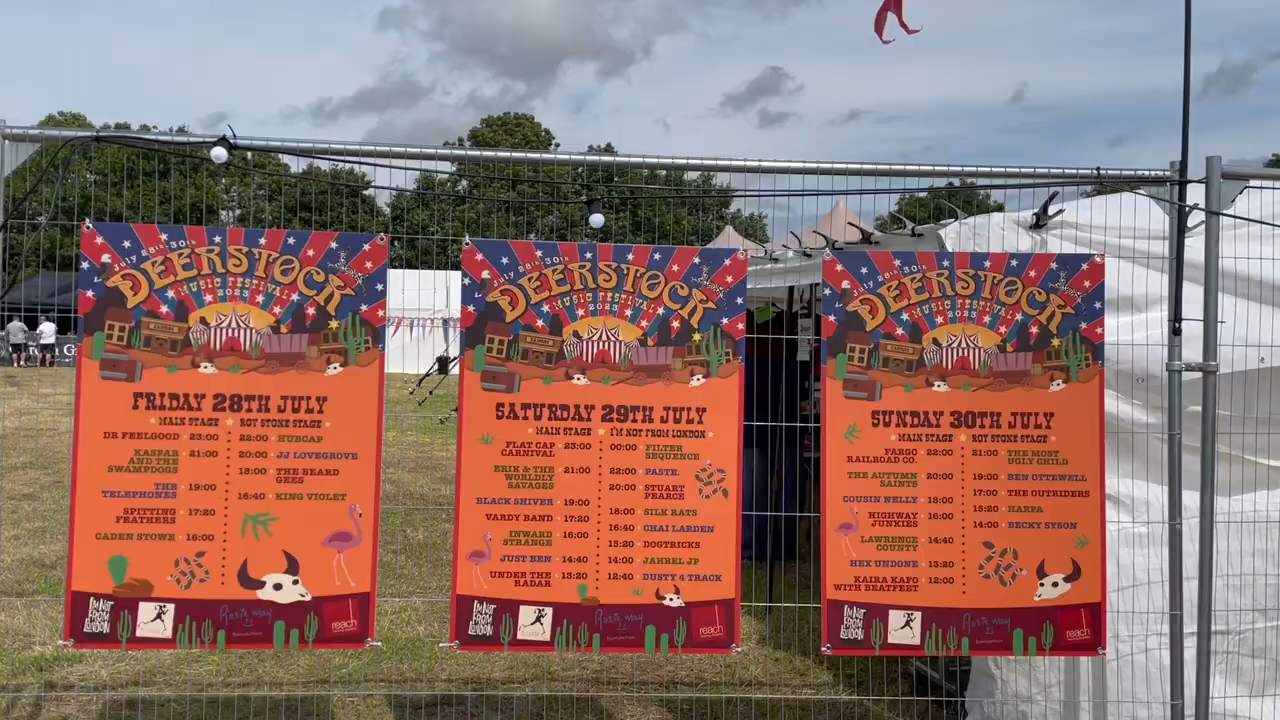 July 28th-30th
DEERSTOCK
MUSIC FESTIVAL
2023
FRIDAY 28TH JULY
MAIN STAGE ROY STONE STAGE
DR FEELGOOD 23:00
KASPAR
AND THE
SWAMPDOGS 21:00
THE
TELEPHONES 19:00
SPITTING
FEATHERS 17:20
CADEN STOWE 16:00
22:00 HUBCAP
20:00 JJ LOVEGROVE
18:00 THE BEARD
GEES
16:40 KING VIOLET
I'M NOT
FROM
LONDON
Rosie May
reach
July 28th-30th
DEERSTOCK
MUSIC FESTIVAL
2023
SATURDAY 29TH JULY
MAIN STAGE I'M NOT FROM LONDON
FLAT CAP
CARNIVAL 23:00
ERIK & THE
WORLDLY
SAVAGES 21:00
BLACK SHIVER 19:00
VARDY BAND 17:20
INWARD
STRANGE 16:00
JUST BEN 14:40
UNDER THE
RADAR 13:20
00:00 FILTER
SEQUENCE
22:00 PASTE.
20:00 STUART
PEARCE
18:00 SILK RATS
16:40 CHAI LARDEN
15:20 DOGTRICKS
14:00 JAHREL JP
12:40 DUSTY 4 TRACK
I'M NOT
FROM
LONDON
Rosie May
reach
July 28th-30th
DEERSTOCK
MUSIC FESTIVAL
2023
SUNDAY 30TH JULY
MAIN STAGE ROY STONE STAGE
FARGO
RAILROAD CO. 22:00
THE AUTUMN
SAINTS 20:00
COUSIN NELLY 18:00
HIGHWAY
JUNKIES 16:00
LAWRENCE
COUNTY 14:40
HEX UNDONE 13:20
KAIRA KAFO
WITH BEATFEET 12:00
21:00 THE MOST
UGLY CHILD
19:00 BEN OTTEWELL
17:00 THE OUTRIDERS
15:20 HARPA
14:00 BECKY SYSON
I'M NOT
FROM
LONDON
Rosie May
reach